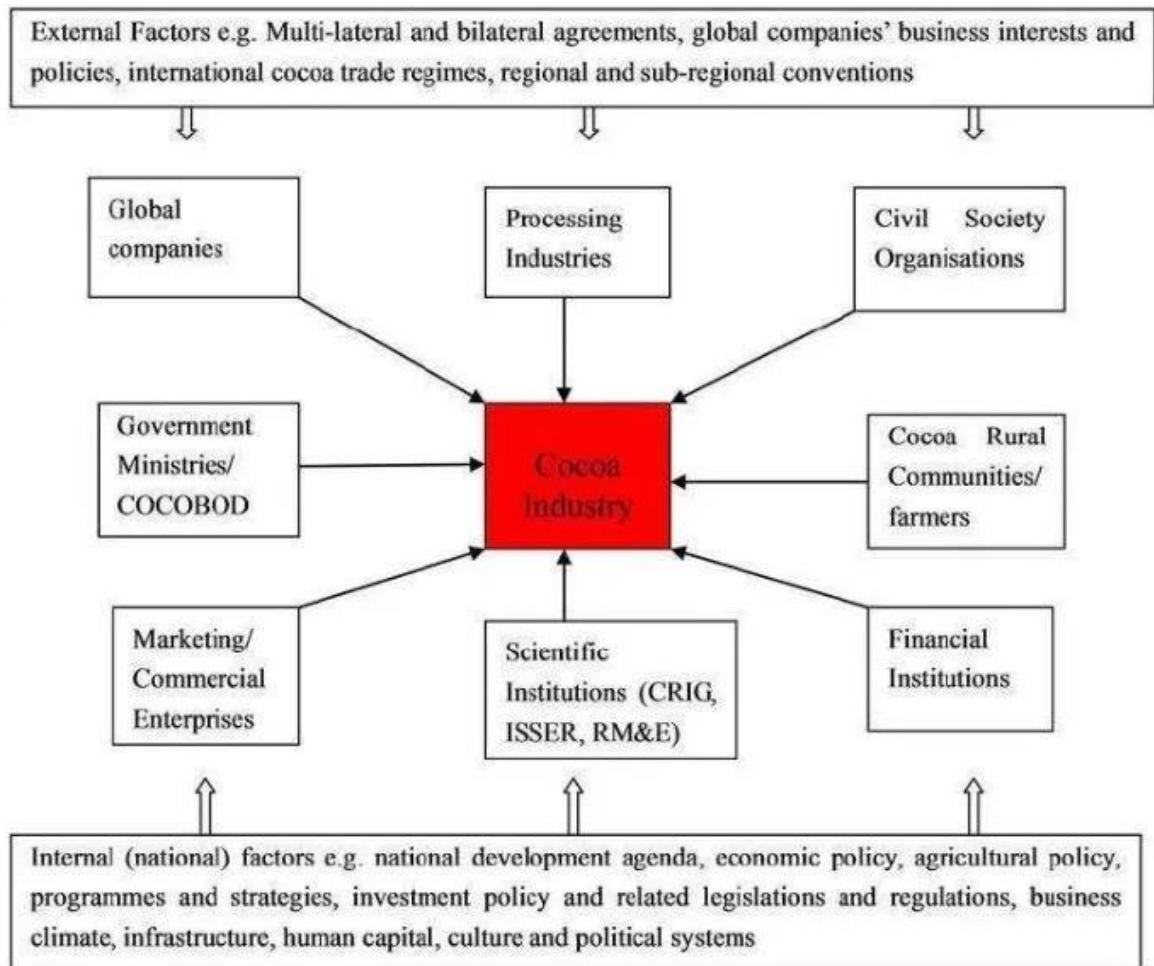 External Factors e.g. Multi-lateral and bilateral agreements, global companies' business interests and
policies, international cocoa trade regimes, regional and sub-regional conventions
Global
companies
Processing
Industries
Civil Society
Organisations
Government
Ministries/
COCOBOD
Cocoa
Industry
Cocoa Rural
Communities/
farmers
Marketing/
Commercial
Enterprises
Scientific
Institutions (CRIG,
ISSER, RM&E)
Financial
Institutions
Internal (national) factors e.g. national development agenda, economic policy, agricultural policy,
programmes and strategies, investment policy and related legislations and regulations, business
climate, infrastructure, human capital, culture and political systems